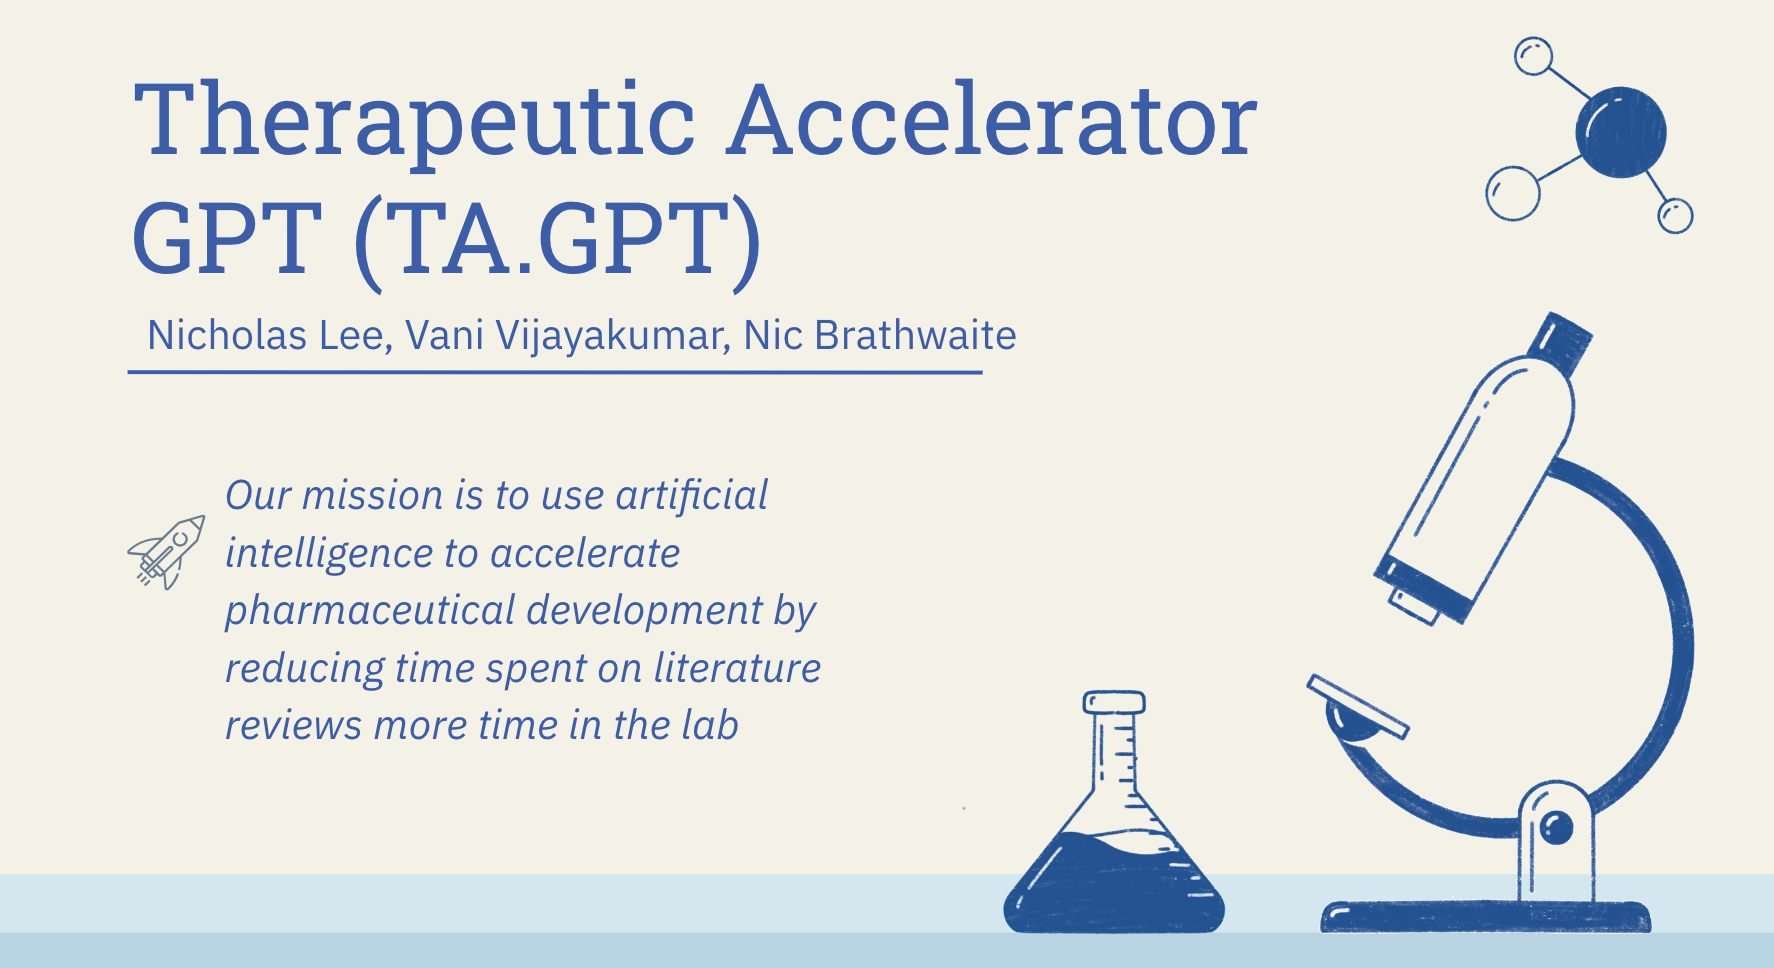 Therapeutic Accelerator
GPT (TA.GPT)
Nicholas Lee, Vani Vijayakumar, Nic Brathwaite
Our mission is to use artificial
intelligence to accelerate
pharmaceutical development by
reducing time spent on literature
reviews more time in the lab